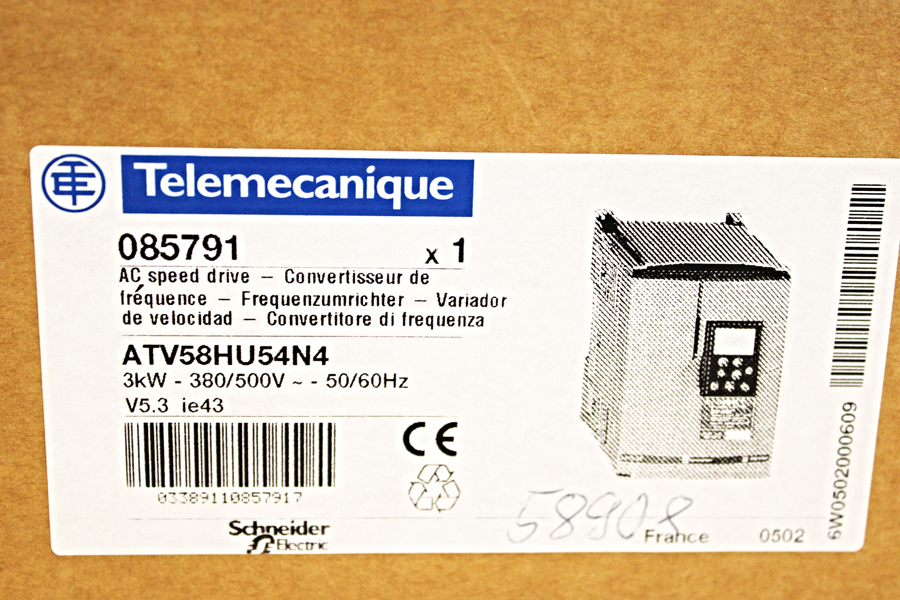 Telemecanique
085791 x 1
AC speed drive – Convertisseur de
fréquence – Frequenzumrichter – Variador
de velocidad – Convertitore di frequenza
ATV58HU54N4
3kW - 380/500V ~ - 50/60Hz
V5.3 ie43
CE
03389110857917
Schneider
Electric
58908
France 0502
6W0502000609